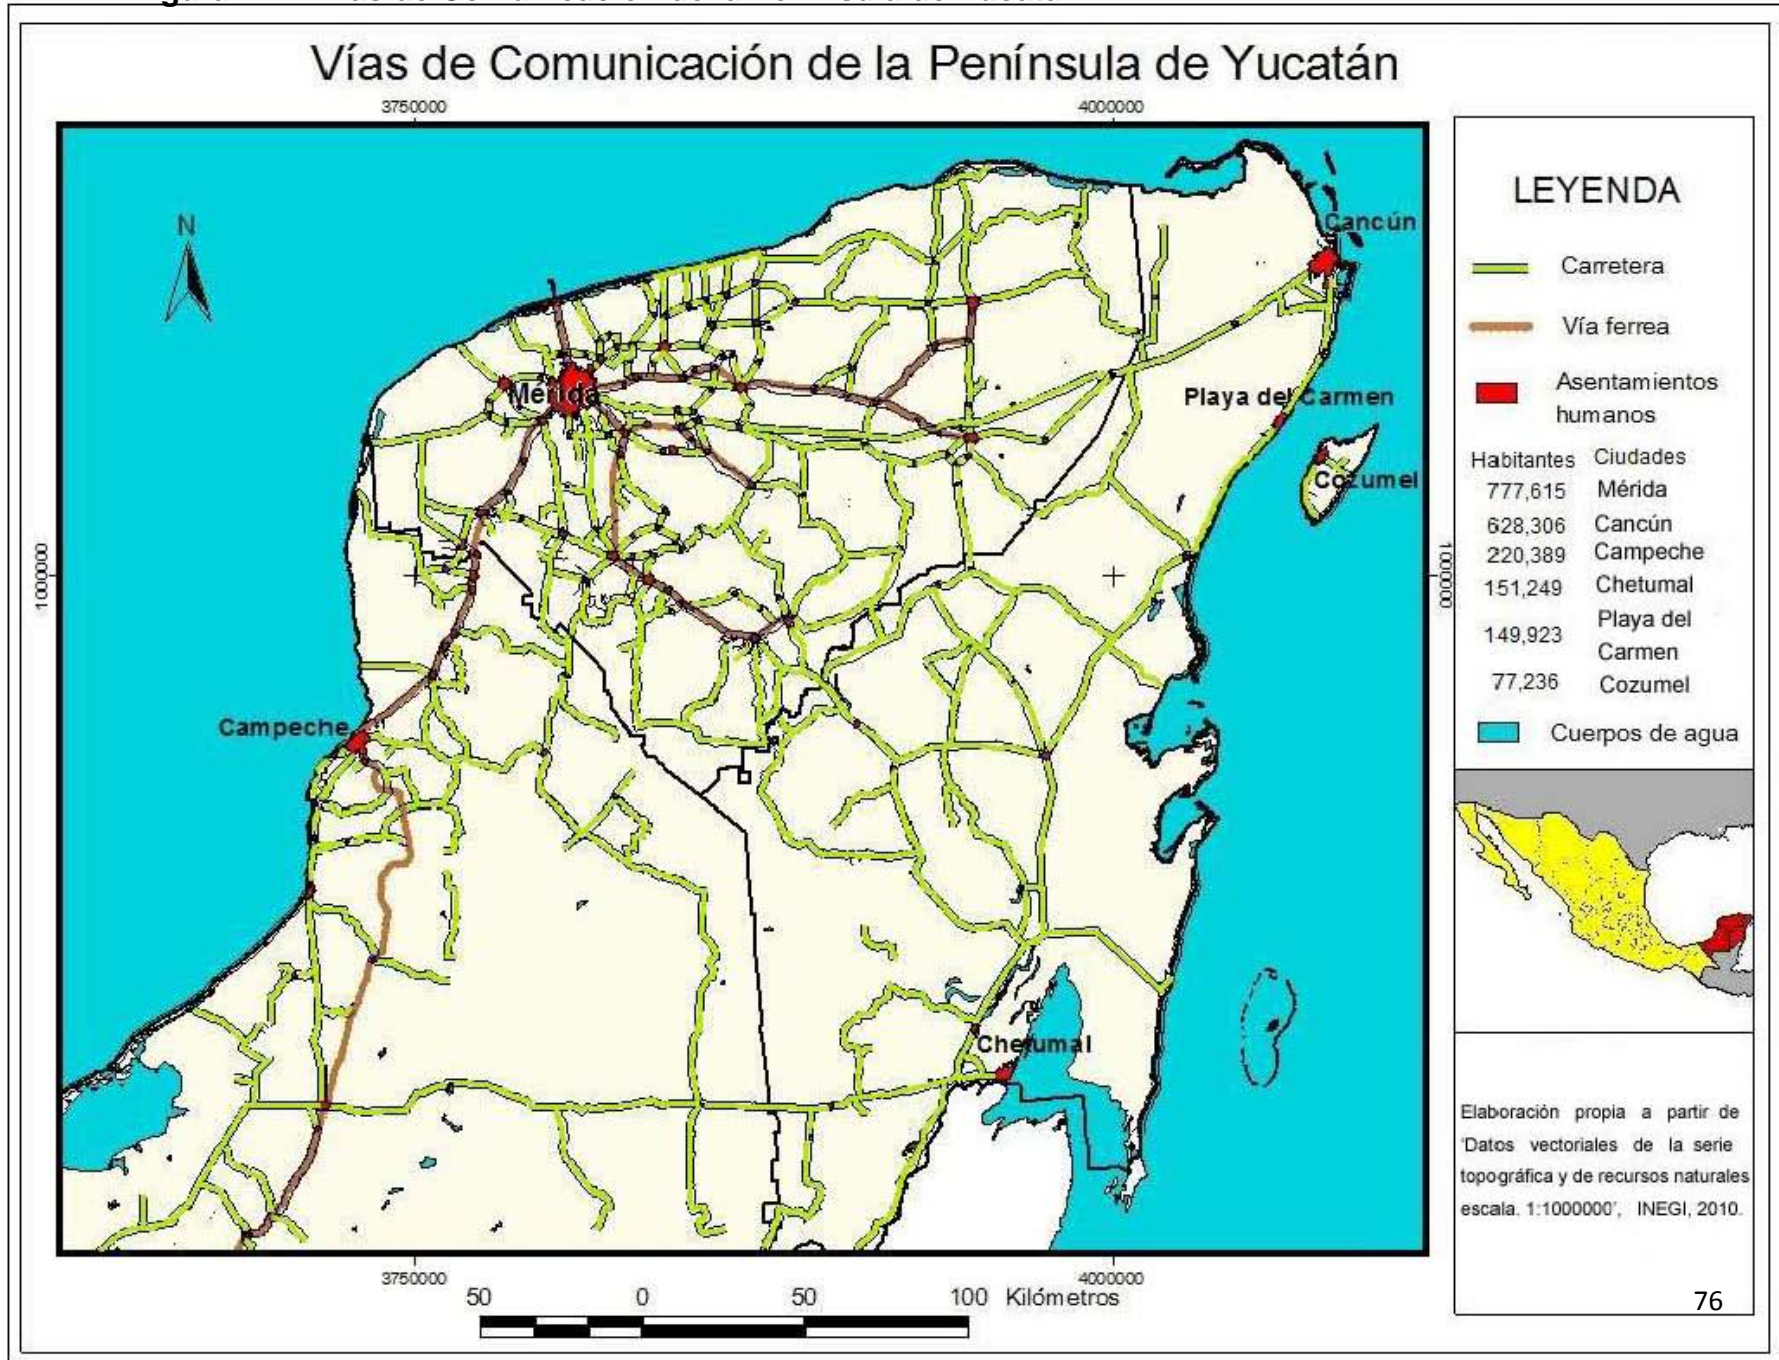 Vías de Comunicación de la Península de Yucatán
3750000
4000000
N
Cancún
Mérida
Playa del Carmen
Cozumel
1000000
1000000
Campeche
Chetumal
3750000
4000000
50 0 50 100 Kilómetros
LEYENDA
Carretera
Vía ferrea
Asentamientos
humanos
Habitantes Ciudades
777,615 Mérida
628,306 Cancún
220,389 Campeche
151,249 Chetumal
149,923 Playa del
Carmen
77,236 Cozumel
Cuerpos de agua
Elaboración propia a partir de
'Datos vectoriales de la serie
topográfica y de recursos naturales
escala. 1:1000000', INEGI, 2010.
76